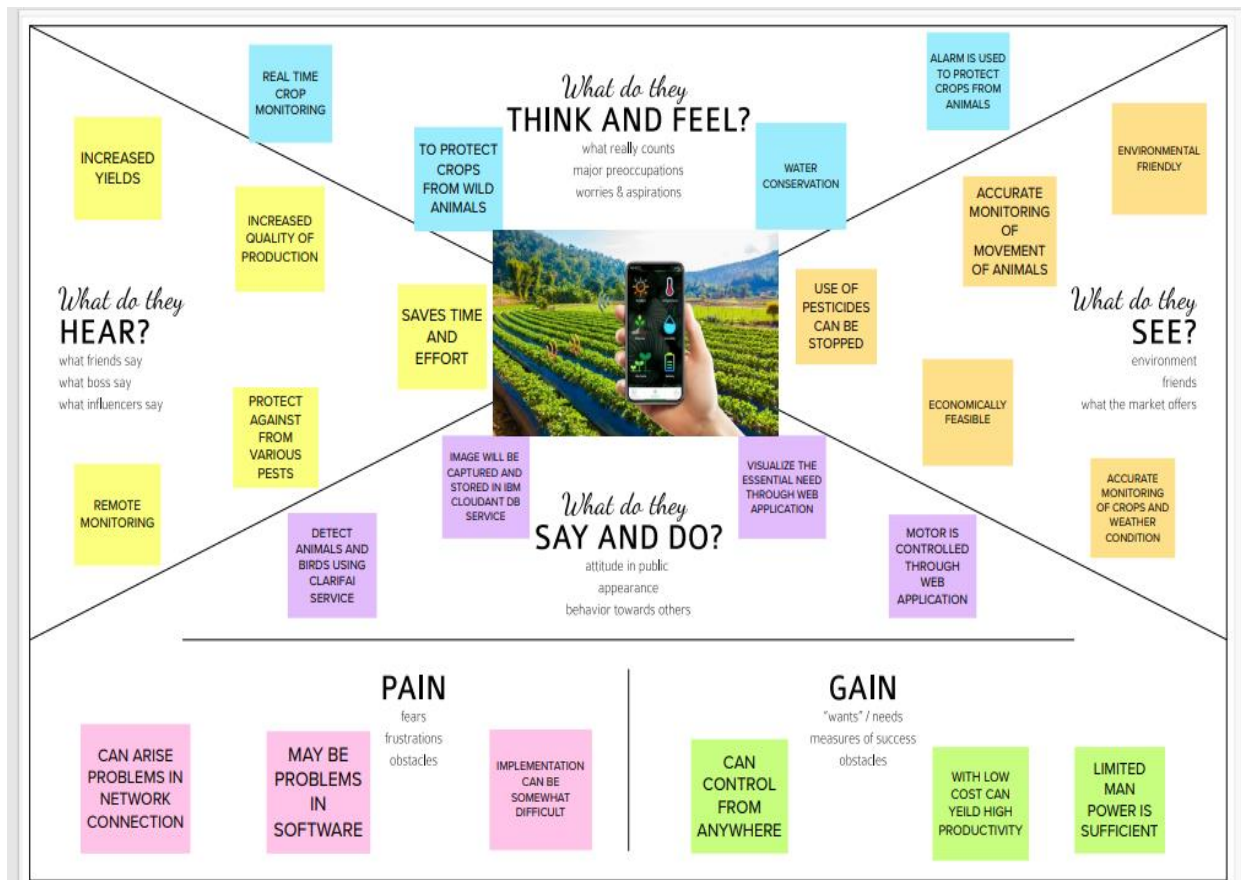 REAL TIME
CROP
MONITORING
TO PROTECT
CROPS
FROM WILD
ANIMALS
What do they
THINK AND FEEL?
what really counts
major preoccupations
worries & aspirations
WATER
CONSERVATION
ALARM IS USED
TO PROTECT
CROPS FROM
ANIMALS
INCREASED
YIELDS
INCREASED
QUALITY OF
PRODUCTION
SAVES TIME
AND
EFFORT
What do they
HEAR?
what friends say
what boss say
what influencers say
PROTECT
AGAINST
FROM
VARIOUS
PESTS
REMOTE
MONITORING
ENVIRONMENTAL
FRIENDLY
ACCURATE
MONITORING
OF
MOVEMENT
OF ANIMALS
USE OF
PESTICIDES
CAN BE
STOPPED
What do they
SEE?
environment
friends
what the market offers
ECONOMICALLY
FEASIBLE
ACCURATE
MONITORING
OF CROPS AND
WEATHER
CONDITION
IMAGE WILL BE
CAPTURED AND
STORED IN IBM
CLOUDANT DB
SERVICE
DETECT
ANIMALS AND
BIRDS USING
CLARIFAI
SERVICE
What do they
SAY AND DO?
attitude in public
appearance
behavior towards others
VISUALIZE THE
ESSENTIAL NEED
THROUGH WEB
APPLICATION
MOTOR IS
CONTROLLED
THROUGH
WEB
APPLICATION
PAIN
fears
frustrations
obstacles
CAN ARISE
PROBLEMS IN
NETWORK
CONNECTION
MAY BE
PROBLEMS
IN
SOFTWARE
IMPLEMENTATION
CAN BE
SOMEWHAT
DIFFICULT
GAIN
"wants" / needs
measures of success
obstacles
CAN
CONTROL
FROM
ANYWHERE
WITH LOW
COST CAN
YEILD HIGH
PRODUCTIVITY
LIMITED
MAN
POWER IS
SUFFICIENT